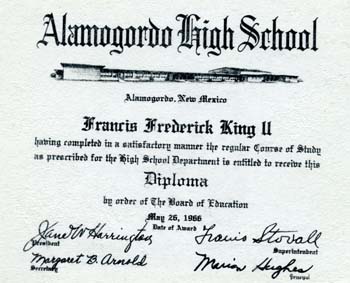 Alamogordo High School
Alamogordo, New Mexico
Francis Frederick King II
having completed in a satisfactory manner the regular Course of Study
as prescribed for the High School Department is entitled to receive this
Diploma
by order of The Board of Education
May 26, 1966
Date of Award
Jane W Harrington Travis Stovall
President Superintendent
Margaret B. Arnold Marion Hughes
Secretary Principal